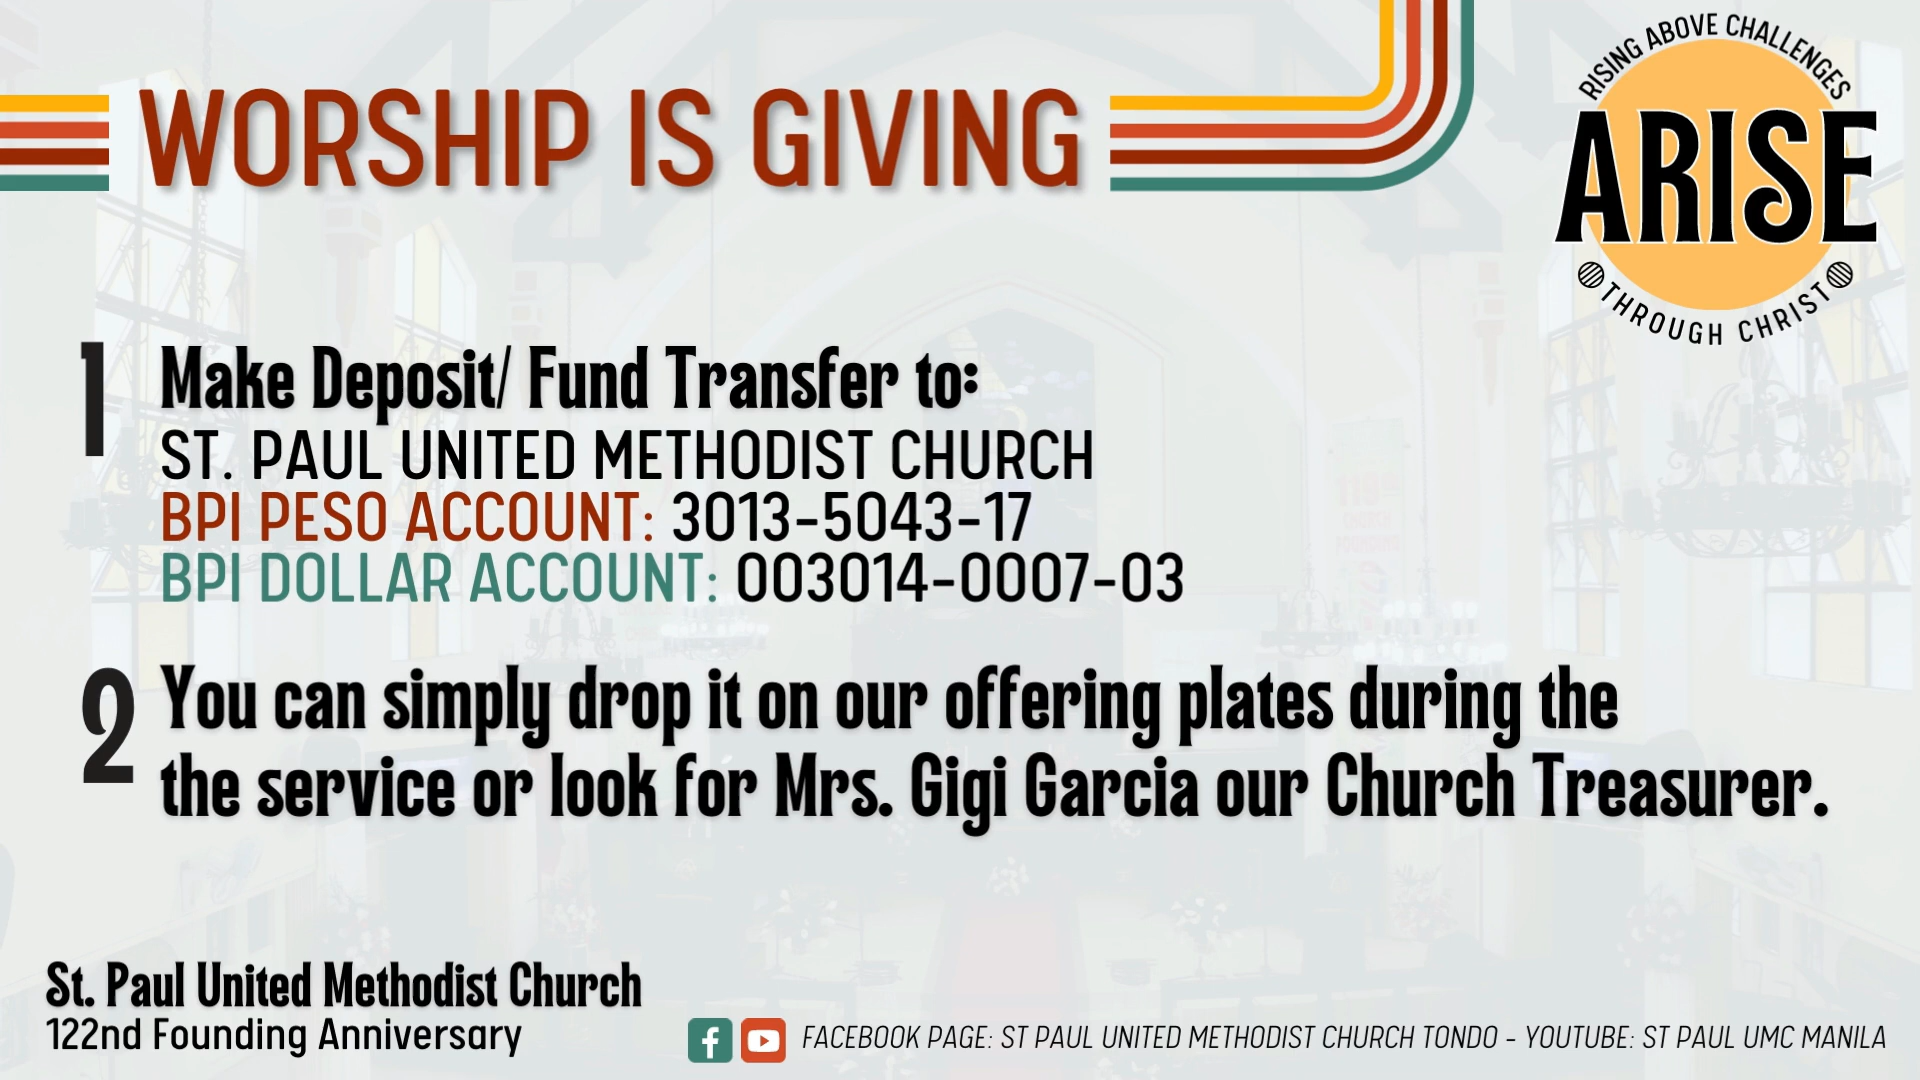 WORSHIP IS GIVING
RISING ABOVE CHALLENGES
ARISE
THROUGH CHRIST
1 Make Deposit/ Fund Transfer to:
ST. PAUL UNITED METHODIST CHURCH
BPI PESO ACCOUNT: 3013-5043-17
BPI DOLLAR ACCOUNT: 003014-0007-03
2 You can simply drop it on our offering plates during the
the service or look for Mrs. Gigi Garcia our Church Treasurer.
St. Paul United Methodist Church
122nd Founding Anniversary
FACEBOOK PAGE: ST PAUL UNITED METHODIST CHURCH TONDO - YOUTUBE: ST PAUL UMC MANILA